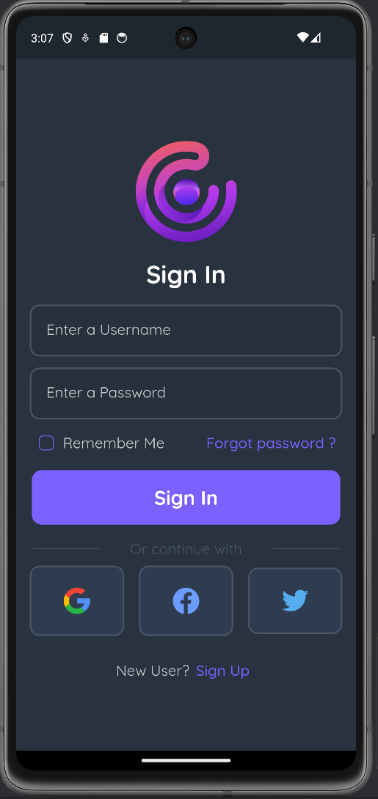 3:07
Sign In
Enter a Username
Enter a Password
Remember Me Forgot password ?
Sign In
Or continue with
New User? Sign Up